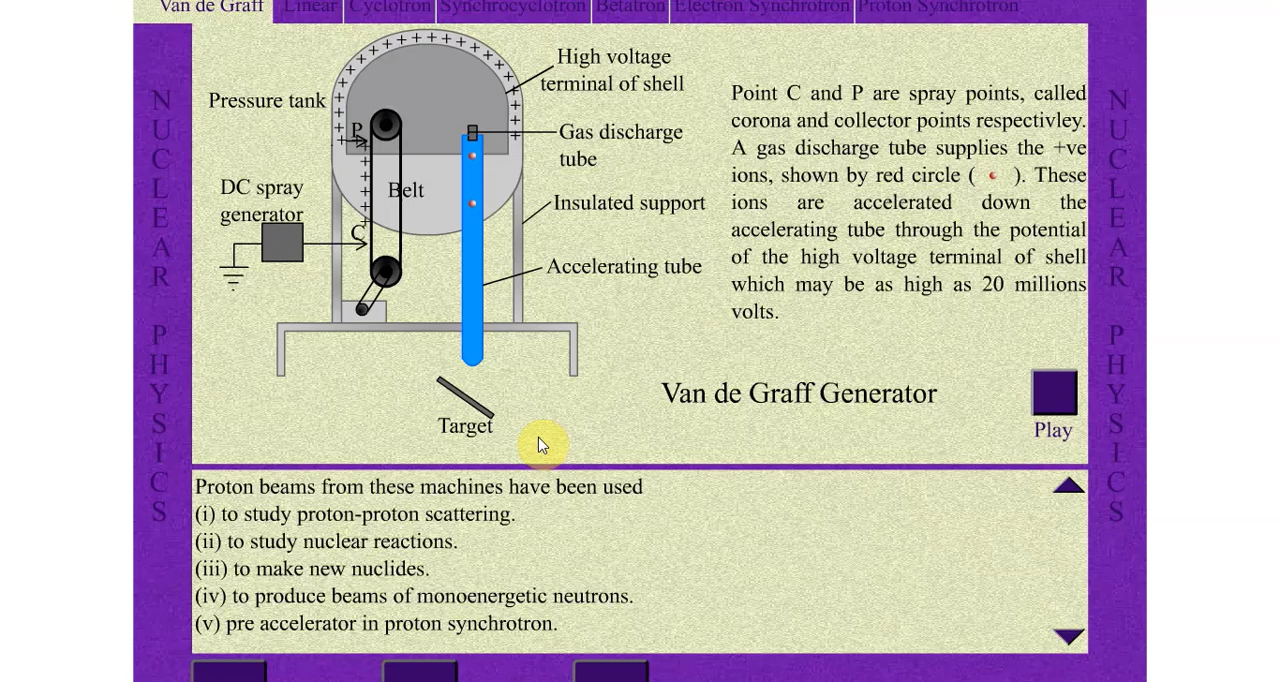 Van de Graff Linear Cyclotron Synchrocyclotron Betatron Electron Synchrotron Proton Synchrotron
NUCLEAR PHYSICS
High voltage
terminal of shell
Pressure tank
P
Gas discharge
tube
DC spray
generator
Belt
Insulated support
C
Accelerating tube
Target
Point C and P are spray points, called
corona and collector points respectivley.
A gas discharge tube supplies the +ve
ions, shown by red circle ( ). These
ions are accelerated down the
accelerating tube through the potential
of the high voltage terminal of shell
which may be as high as 20 millions
volts.
Van de Graff Generator
Play
NUCLEAR PHYSICS
Proton beams from these machines have been used
(i) to study proton-proton scattering.
(ii) to study nuclear reactions.
(iii) to make new nuclides.
(iv) to produce beams of monoenergetic neutrons.
(v) pre accelerator in proton synchrotron.